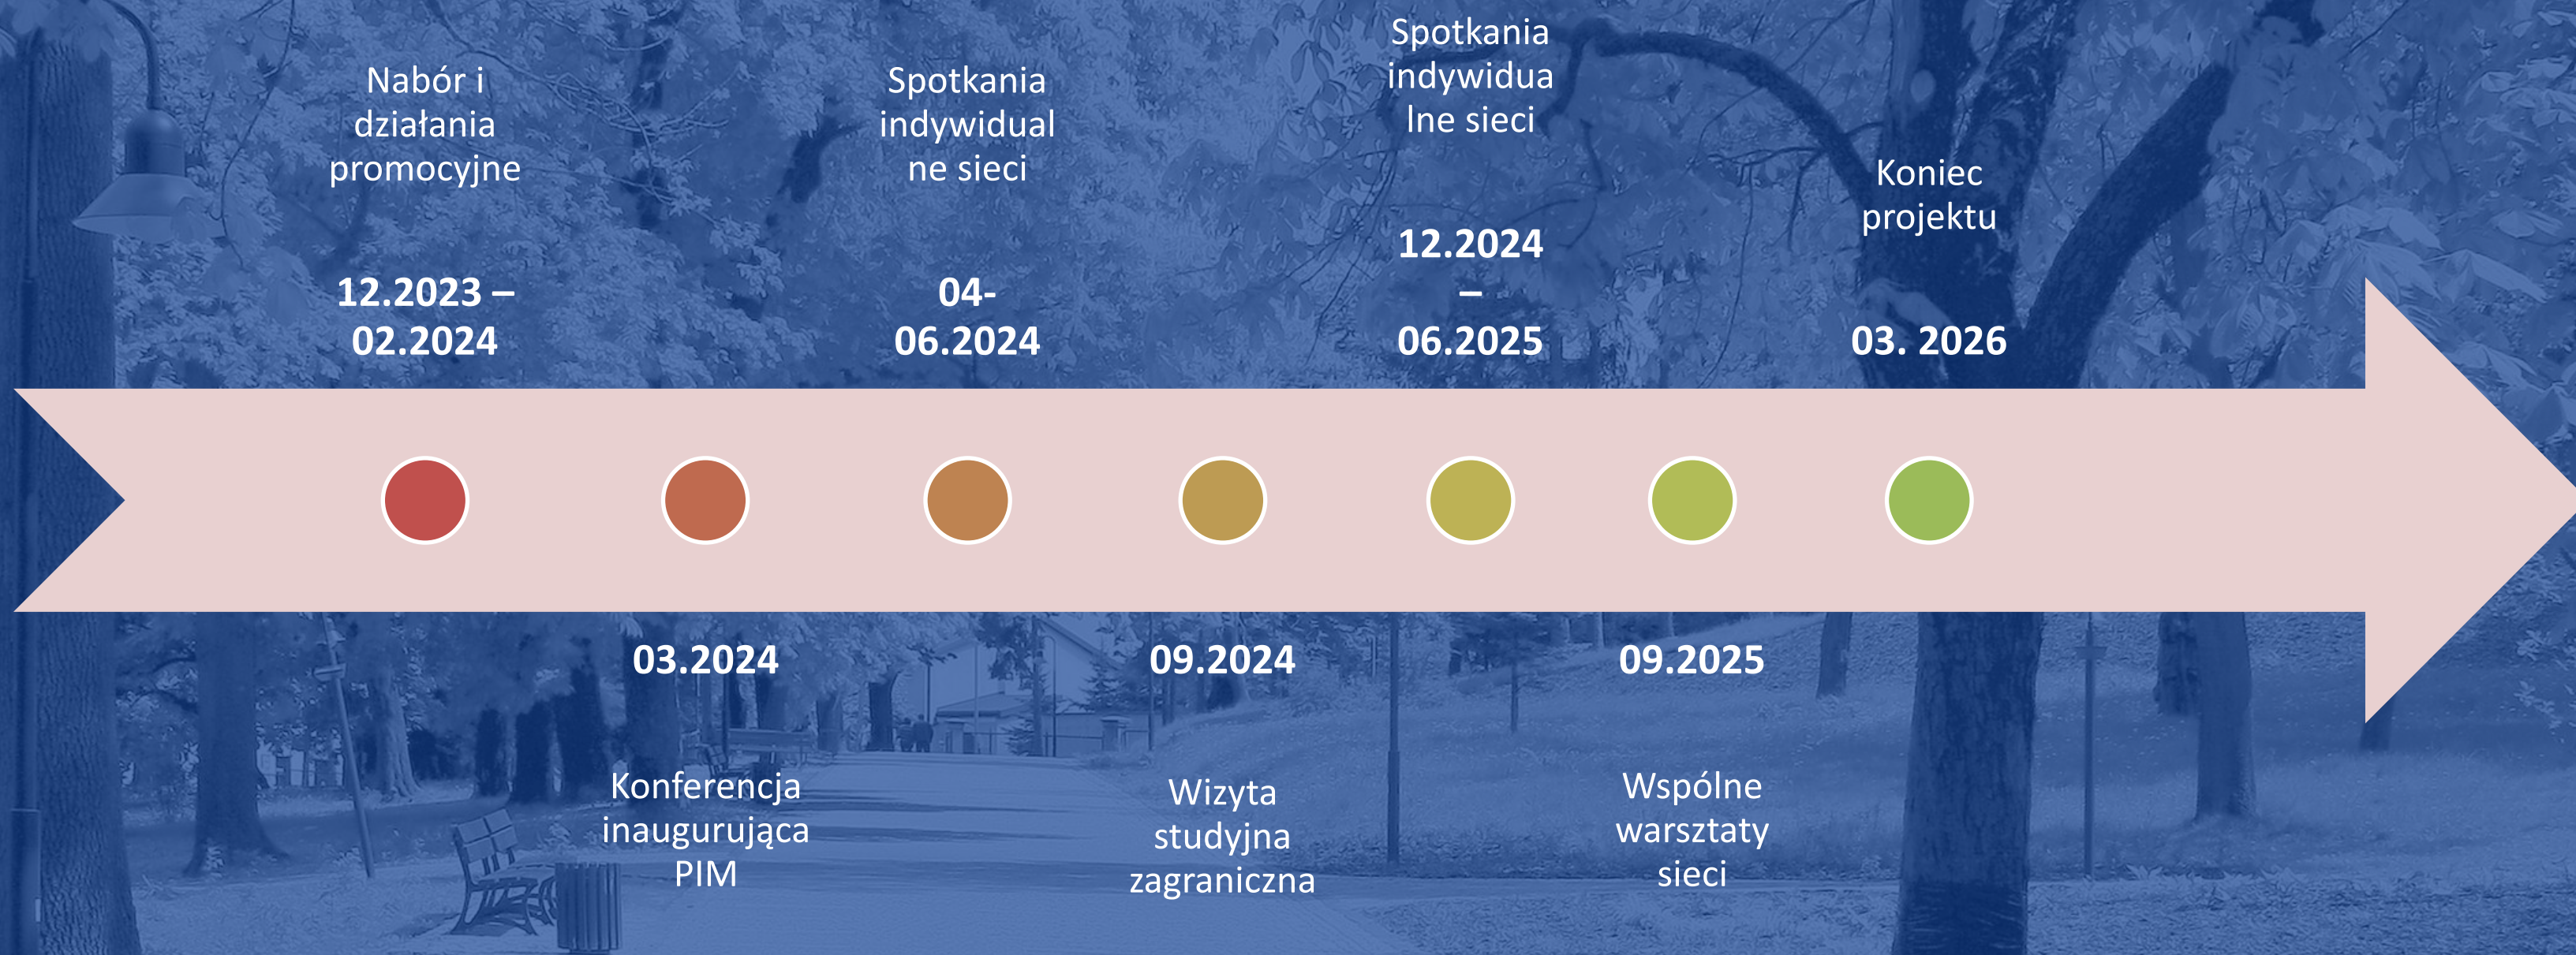 Nabór i
działania
promocyjne
12.2023 –
02.2024
03.2024
Konferencja
inaugurująca
PIM
Spotkania
indywidual
ne sieci
04-
06.2024
09.2024
Wizyta
studyjna
zagraniczna
Spotkania
indywidua
lne sieci
12.2024
–
06.2025
09.2025
Wspólne
warsztaty
sieci
Koniec
projektu
03. 2026